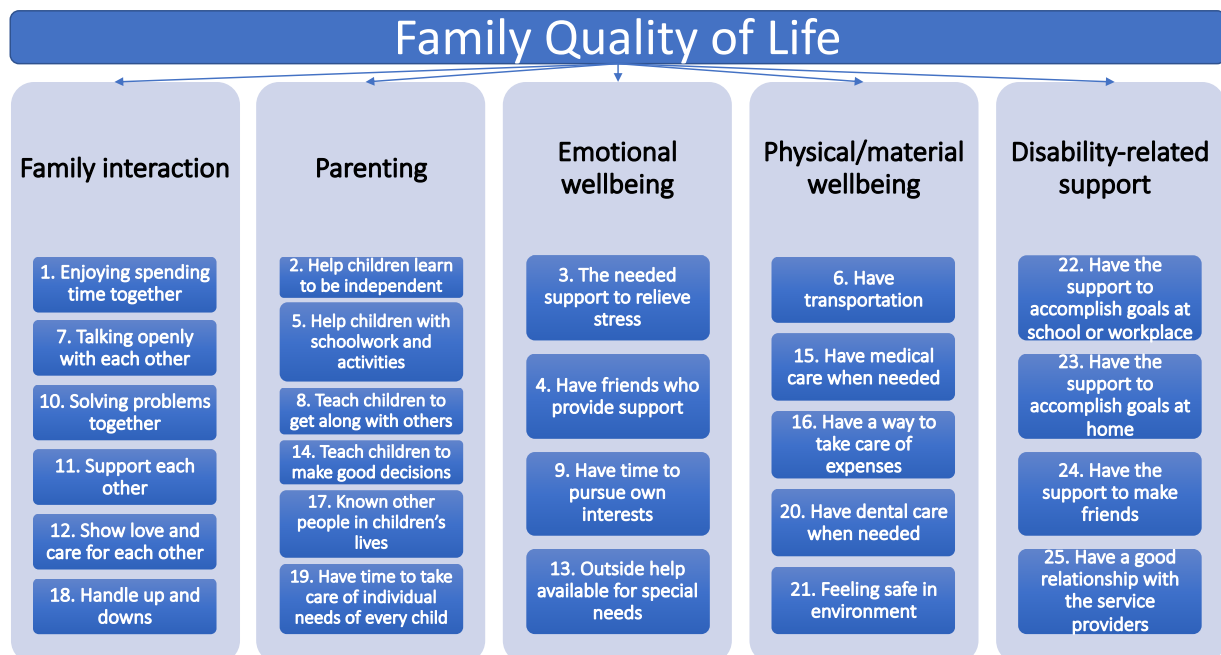 Family Quality of Life
Family interaction
1. Enjoying spending
time together
7. Talking openly
with each other
10. Solving problems
together
11. Support each
other
12. Show love and
care for each other
18. Handle up and
downs
Parenting
2. Help children learn
to be independent
5. Help children with
schoolwork and
activities
8. Teach children to
get along with others
14. Teach children to
make good decisions
17. Known other
people in children's
lives
19. Have time to take
care of individual
needs of every child
Emotional
wellbeing
3. The needed
support to relieve
stress
4. Have friends who
provide support
9. Have time to
pursue own
interests
13. Outside help
available for special
needs
Physical/material
wellbeing
6. Have
transportation
15. Have medical
care when needed
16. Have a way to
take care of
expenses
20. Have dental care
when needed
21. Feeling safe in
environment
Disability-related
support
22. Have the
support to
accomplish goals at
school or workplace
23. Have the
support to
accomplish goals at
home
24. Have the
support to make
friends
25. Have a good
relationship with
the service
providers